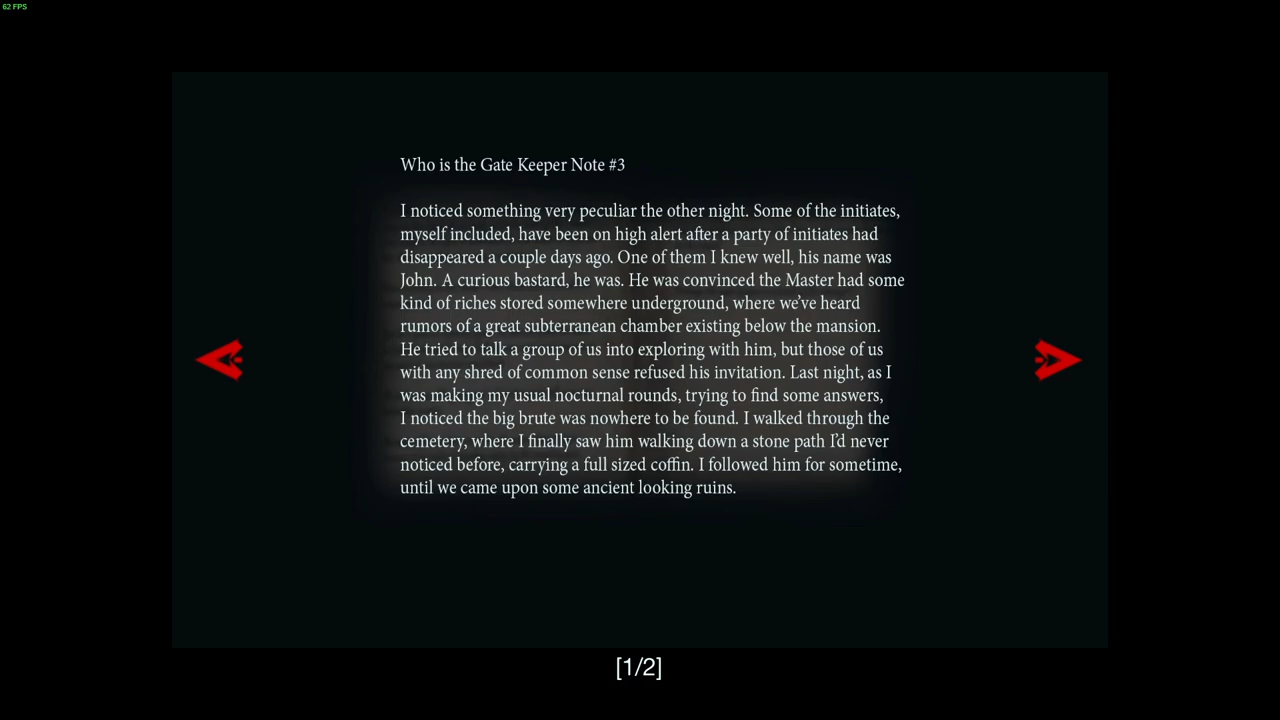 62 FPS
Who is the Gate Keeper Note #3
I noticed something very peculiar the other night. Some of the initiates,
myself included, have been on high alert after a party of initiates had
disappeared a couple days ago. One of them I knew well, his name was
John. A curious bastard, he was. He was convinced the Master had some
kind of riches stored somewhere underground, where we've heard
rumors of a great subterranean chamber existing below the mansion.
He tried to talk a group of us into exploring with him, but those of us
with any shred of common sense refused his invitation. Last night, as I
was making my usual nocturnal rounds, trying to find some answers,
I noticed the big brute was nowhere to be found. I walked through the
cemetery, where I finally saw him walking down a stone path I'd never
noticed before, carrying a full sized coffin. I followed him for sometime,
until we came upon some ancient looking ruins.
[1/2]